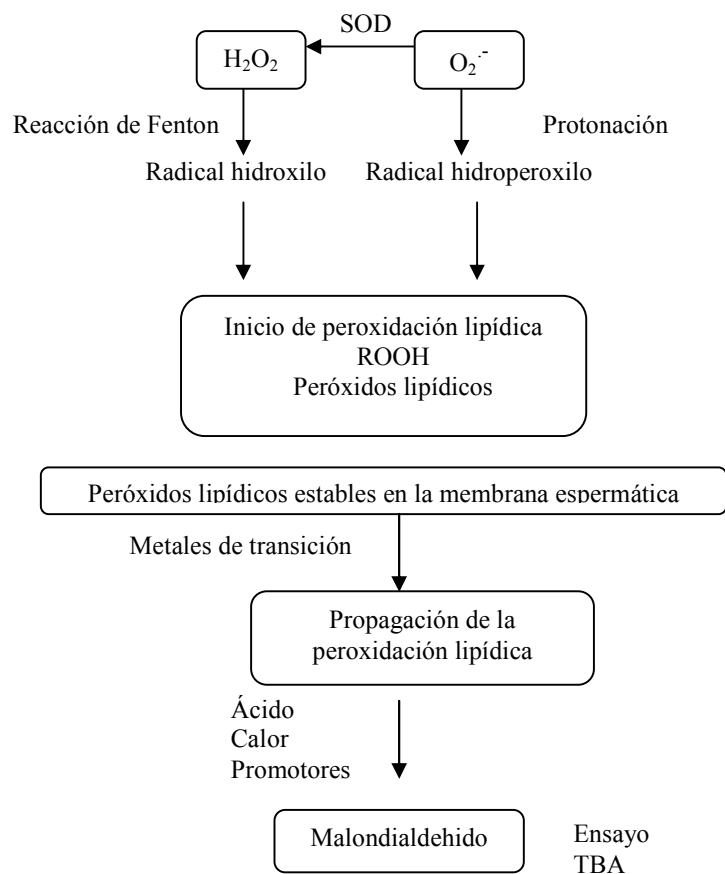 SOD
H₂O₂
O₂·⁻
Reacción de Fenton
Protonación
Radical hidroxilo
Radical hidroperoxilo
Inicio de peroxidación lipídica
ROOH
Peróxidos lipídicos
Peróxidos lipídicos estables en la membrana espermática
Metales de transición
Propagación de la
peroxidación lipídica
Ácido
Calor
Promotores
Malondialdehido
Ensayo
TBA